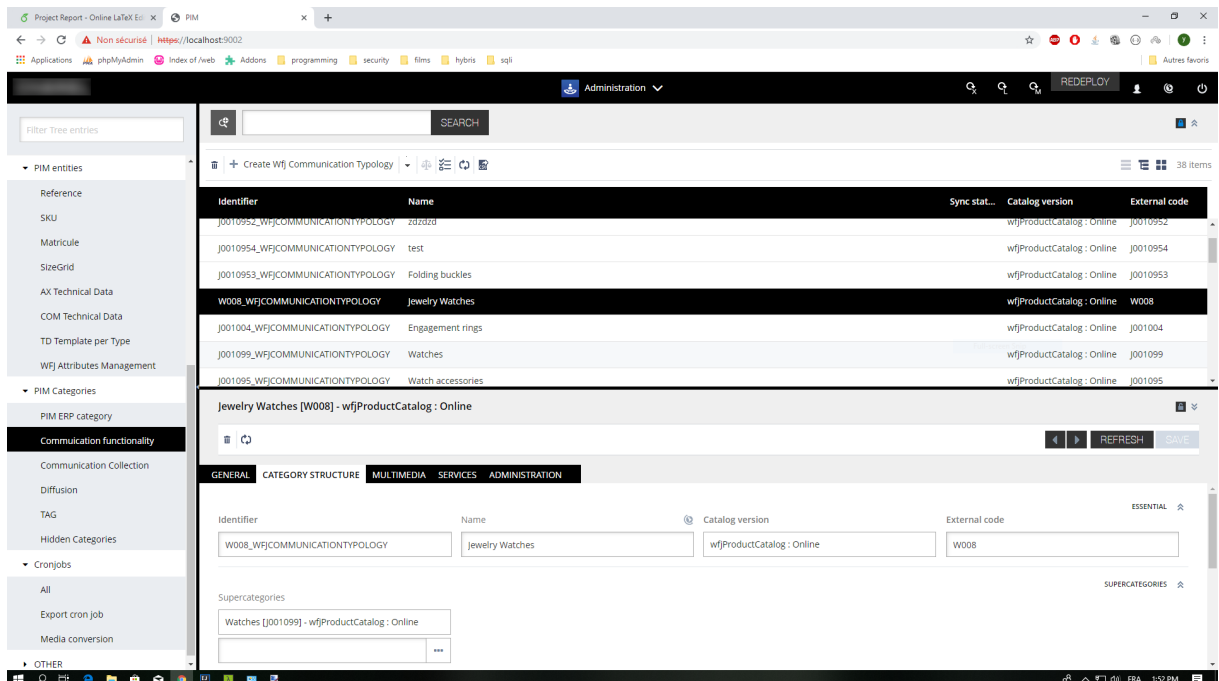 Project Report - Online LaTeX Edi
PIM
Non sécurisé | https://localhost:9002
Applications phpMyAdmin Index of /web Addons programming security films hybris sqli Autres favoris
Administration REDEPLOY
Filter Tree entries
SEARCH
PIM entities
Reference
SKU
Matricule
SizeGrid
AX Technical Data
COM Technical Data
TD Template per Type
WFJ Attributes Management
PIM Categories
PIM ERP category
Commuication functionality
Communication Collection
Diffusion
TAG
Hidden Categories
Cronjobs
All
Export cron job
Media conversion
OTHER
Create Wfj Communication Typology 38 items
Identifier Name Sync stat... Catalog version External code
J0010952_WFJCOMMUNICATIONTYPOLOGY zdzdzd wfjProductCatalog : Online J0010952
J0010954_WFJCOMMUNICATIONTYPOLOGY test wfjProductCatalog : Online J0010954
J0010953_WFJCOMMUNICATIONTYPOLOGY Folding buckles wfjProductCatalog : Online J0010953
W008_WFJCOMMUNICATIONTYPOLOGY Jewelry Watches wfjProductCatalog : Online W008
J001004_WFJCOMMUNICATIONTYPOLOGY Engagement rings wfjProductCatalog : Online J001004
J001099_WFJCOMMUNICATIONTYPOLOGY Watches wfjProductCatalog : Online J001099
J001095_WFJCOMMUNICATIONTYPOLOGY Watch accessories wfjProductCatalog : Online J001095
Jewelry Watches [W008] - wfjProductCatalog : Online
REFRESH SAVE
GENERAL CATEGORY STRUCTURE MULTIMEDIA SERVICES ADMINISTRATION
ESSENTIAL
Identifier Name Catalog version External code
W008_WFJCOMMUNICATIONTYPOLOGY Jewelry Watches wfjProductCatalog : Online W008
SUPERCATEGORIES
Supercategories
Watches [J001099] - wfjProductCatalog : Online
FRA 1:52 PM